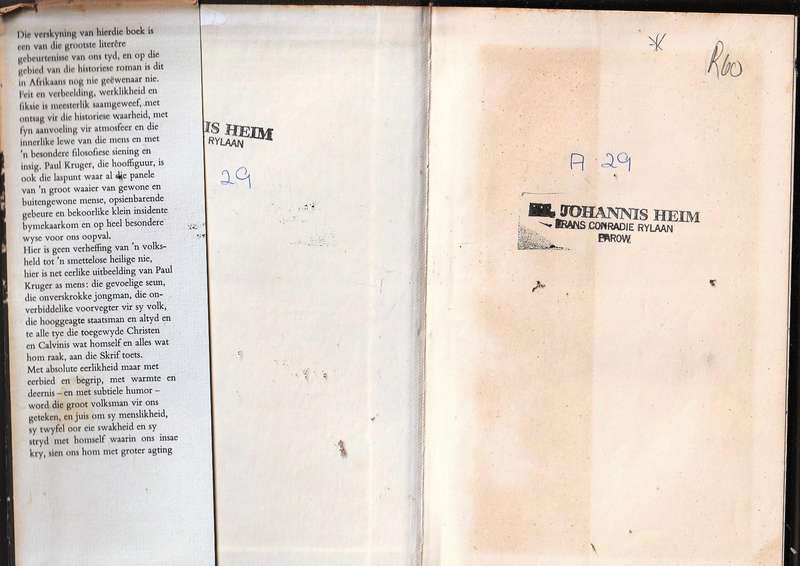 Die verskyning van hierdie boek is
een van die grootste literêre
gebeurtenisse van ons tyd, en op die
gebied van die historiese roman is dit
in Afrikaans nog nie geëwenaar nie.
Feit en verbeelding, werklikheid en
fiksie is meesterlik saamgeweef, met
ontsag vir die historiese waarheid, met
fyn aanvoeling vir atmosfeer en die
innerlike lewe van die mens en met
'n besondere filosofiese siening en
insig. Paul Kruger, die hooffiguur, is
ook die laspunt waar al die panele
van 'n groot waaier van gewone en
buitengewone mense, opsienbarende
gebeure en bekoorlike klein insidente
bymekaarkom en op heel besondere
wyse voor ons oopval.
Hier is geen verheffing van 'n volks-
held tot 'n smettelose heilige nie,
hier is net eerlike uitbeelding van Paul
Kruger as mens: die gevoelige seun,
die onverskrokke jongman, die on-
verbiddelike voorvegter vir sy volk,
die hooggeagte staatsman en altyd en
te alle tye die toegewyde Christen
en Calvinis wat homself en alles wat
hom raak, aan die Skrif toets.
Met absolute eerlikheid maar met
eerbied en begrip, met warmte en
deernis – en met subtiele humor –
word die groot volksman vir ons
geteken, en juis om sy menslikheid,
sy twyfel oor eie swakheid en sy
stryd met homself waarin ons insae
kry, sien ons hom met groter agting
IS HEIM
RYLAAN
29
R60
A 29
JOHANNIS HEIM
FRANS CONRADIE RYLAAN
PAROW.